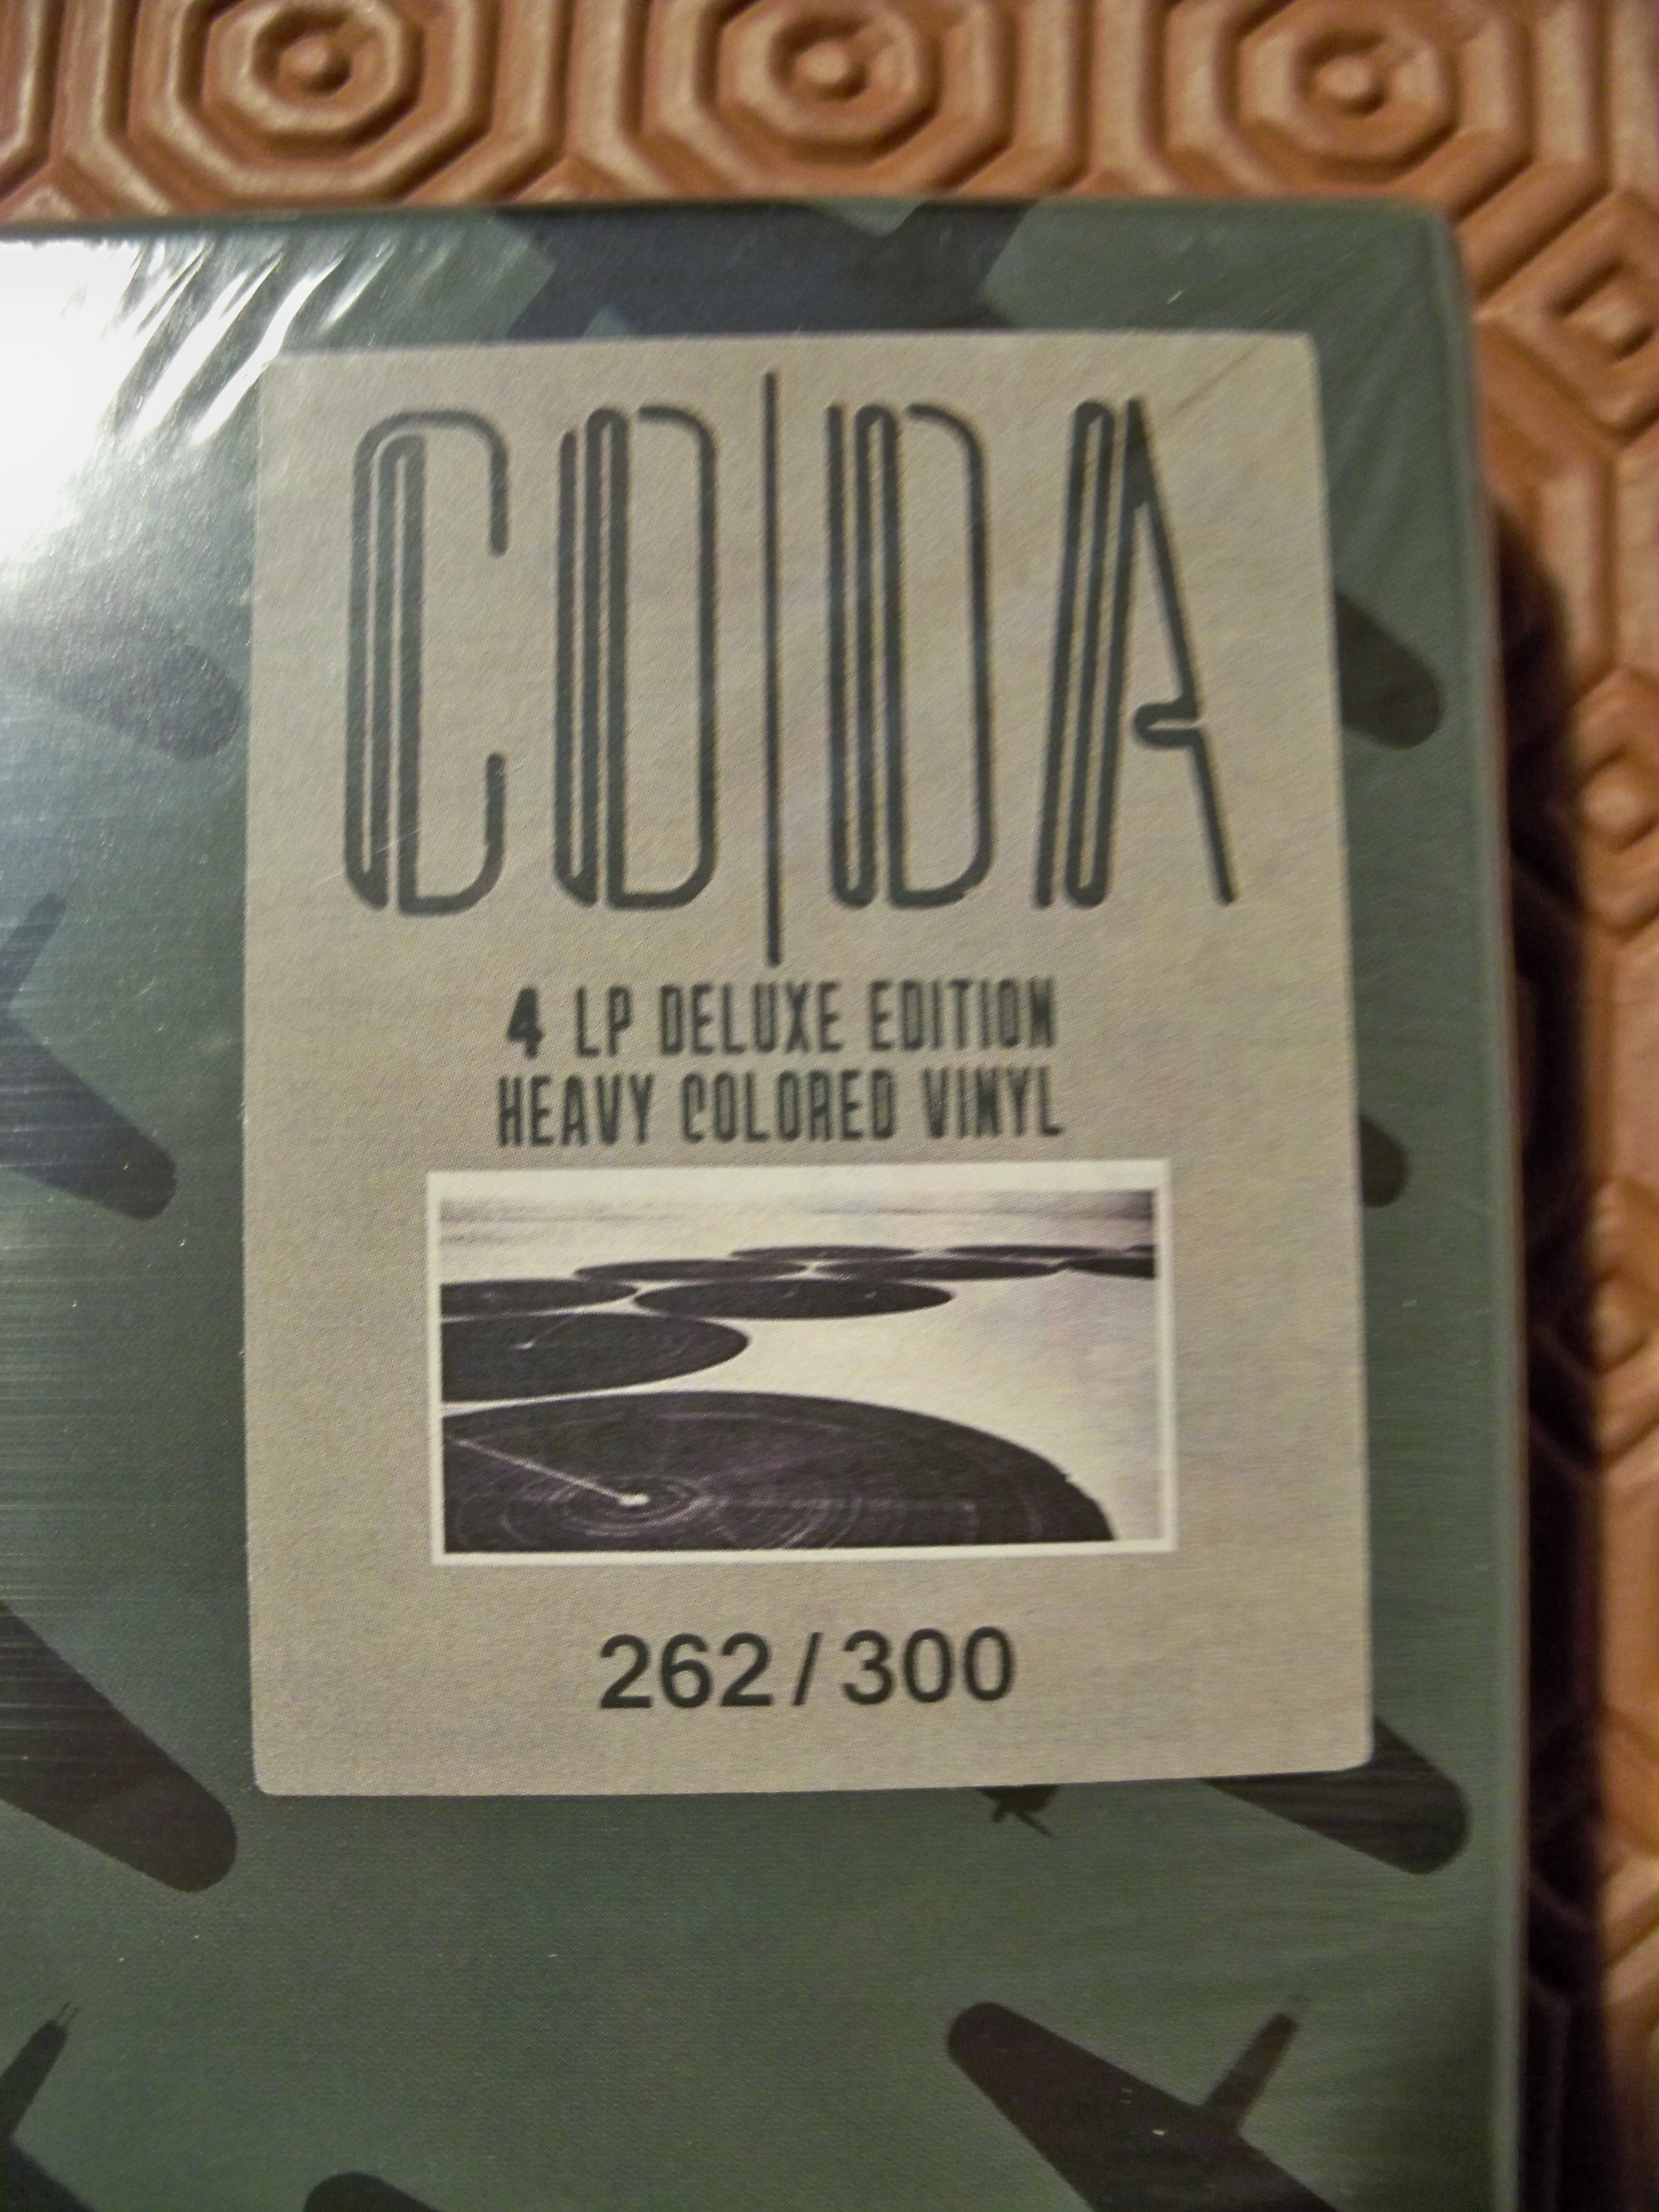 CODA
4 LP DELUXE EDITION
HEAVY COLORED VINYL
262/300